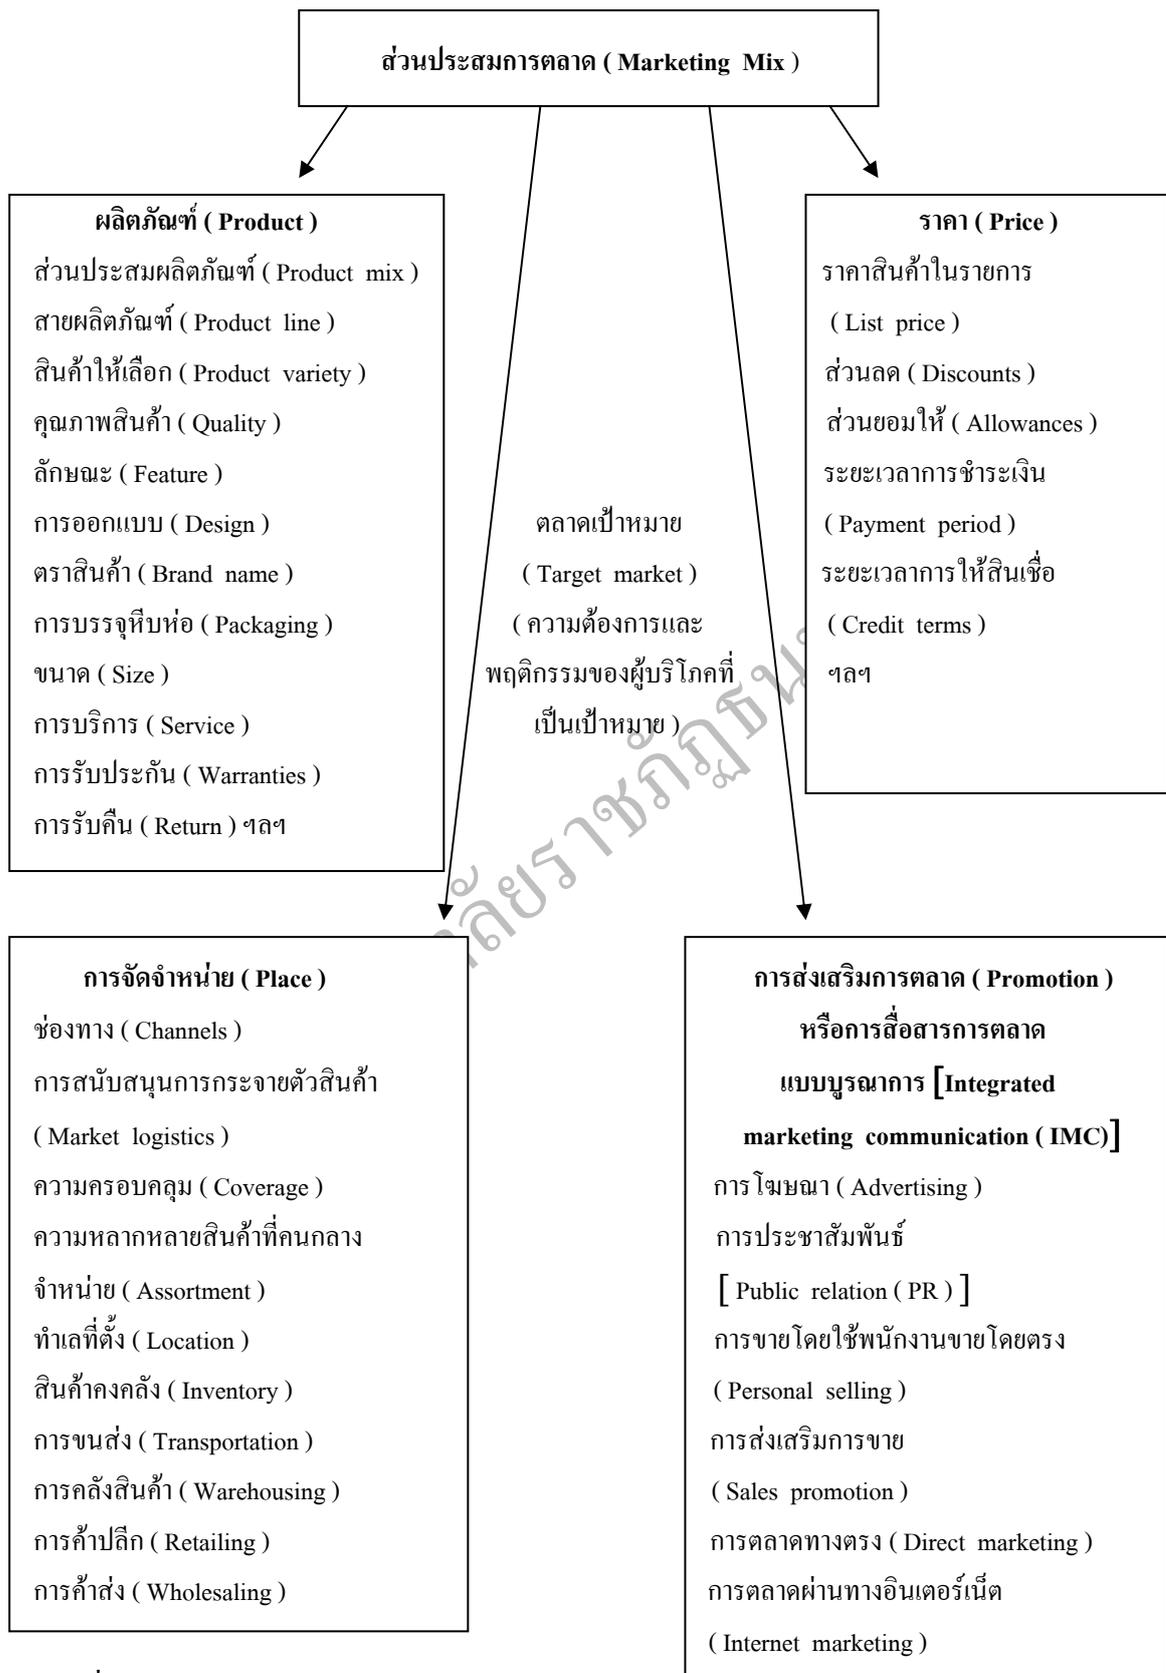 ส่วนประสมการตลาด ( Marketing Mix )
ผลิตภัณฑ์ ( Product )
ส่วนประสมผลิตภัณฑ์ ( Product mix )
สายผลิตภัณฑ์ ( Product line )
สินค้าให้เลือก ( Product variety )
คุณภาพสินค้า ( Quality )
ลักษณะ ( Feature )
การออกแบบ ( Design )
ตราสินค้า ( Brand name )
การบรรจุหีบห่อ ( Packaging )
ขนาด ( Size )
การบริการ ( Service )
การรับประกัน ( Warranties )
การรับคืน ( Return ) ฯลฯ
ตลาดเป้าหมาย
( Target market )
( ความต้องการและ
พฤติกรรมของผู้บริโภคที่
เป็นเป้าหมาย )
ราคา ( Price )
ราคาสินค้าในรายการ
( List price )
ส่วนลด ( Discounts )
ส่วนยอมให้ ( Allowances )
ระยะเวลาการชำระเงิน
( Payment period )
ระยะเวลาการให้สินเชื่อ
( Credit terms )
ฯลฯ
การจัดจำหน่าย ( Place )
ช่องทาง ( Channels )
การสนับสนุนการกระจายตัวสินค้า
( Market logistics )
ความครอบคลุม ( Coverage )
ความหลากหลายสินค้าที่คนกลาง
จำหน่าย ( Assortment )
ทำเลที่ตั้ง ( Location )
สินค้าคงคลัง ( Inventory )
การขนส่ง ( Transportation )
การคลังสินค้า ( Warehousing )
การค้าปลีก ( Retailing )
การค้าส่ง ( Wholesaling )
การส่งเสริมการตลาด ( Promotion )
หรือการสื่อสารการตลาด
แบบบูรณาการ [Integrated
marketing communication ( IMC)]
การโฆษณา ( Advertising )
การประชาสัมพันธ์
[ Public relation ( PR ) ]
การขายโดยใช้พนักงานขายโดยตรง
( Personal selling )
การส่งเสริมการขาย
( Sales promotion )
การตลาดทางตรง ( Direct marketing )
การตลาดผ่านทางอินเตอร์เน็ต
( Internet marketing )